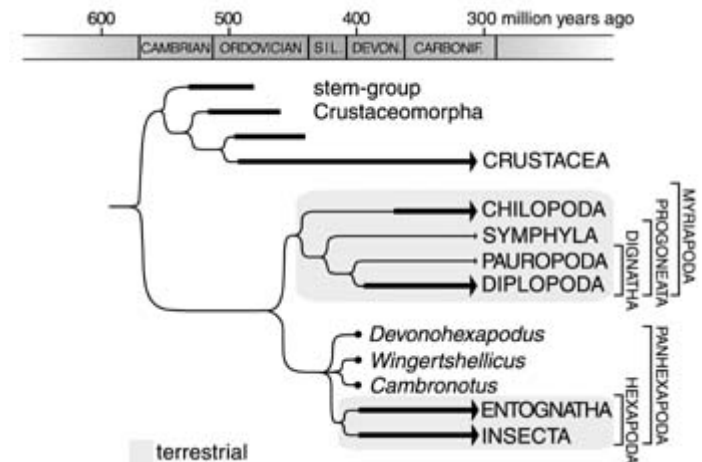 600 500 400 300 million years ago
CAMBRIAN ORDOVICIAN SIL. DEVON. CARBONIF.
stem-group
Crustaceomorpha
CRUSTACEA
CHILOPODA
SYMPHYLA
PAUROPODA
DIPLOPODA
DIGNATHA
PROGONEATA
MYRIAPODA
Devonohexapodus
Wingertshellicus
Cambronotus
ENTOGNATHA
INSECTA
HEXAPODA
PANHEXAPODA
terrestrial